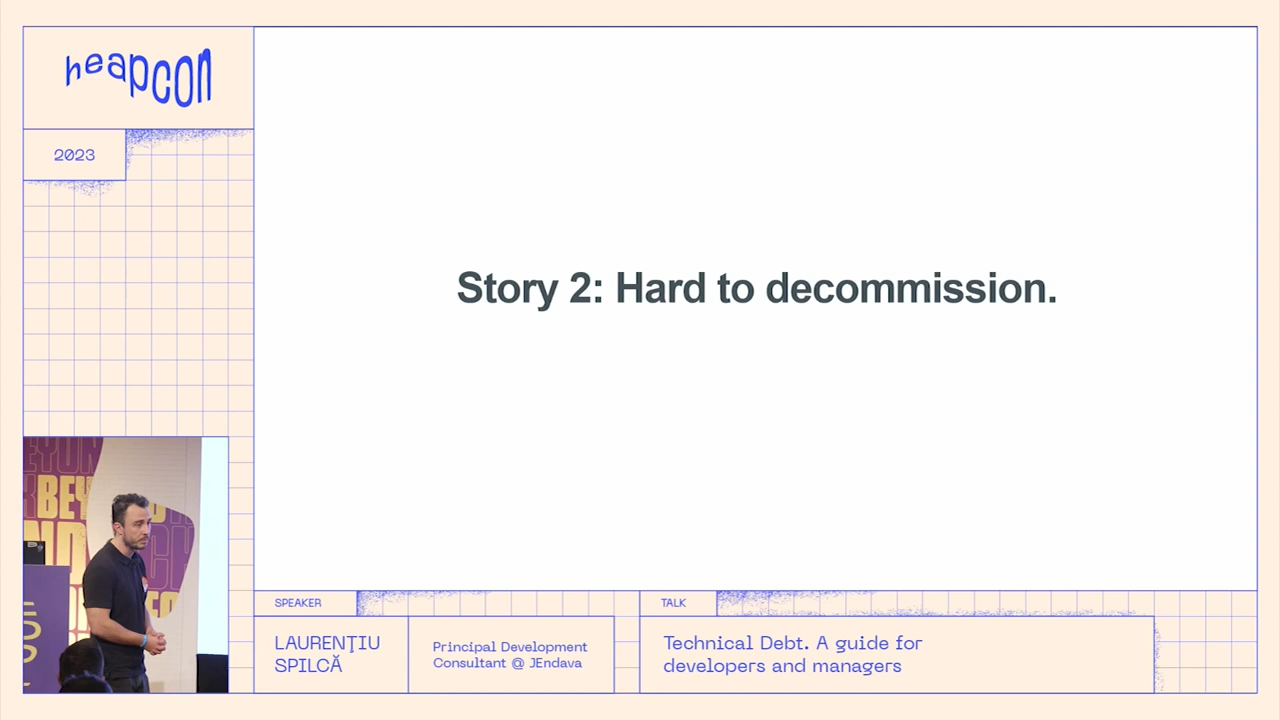 heapcon
2023
Story 2: Hard to decommission.
BEY
SPEAKER
LAURENŢIU
SPILCĂ
Principal Development
Consultant @ JEndava
TALK
Technical Debt. A guide for
developers and managers